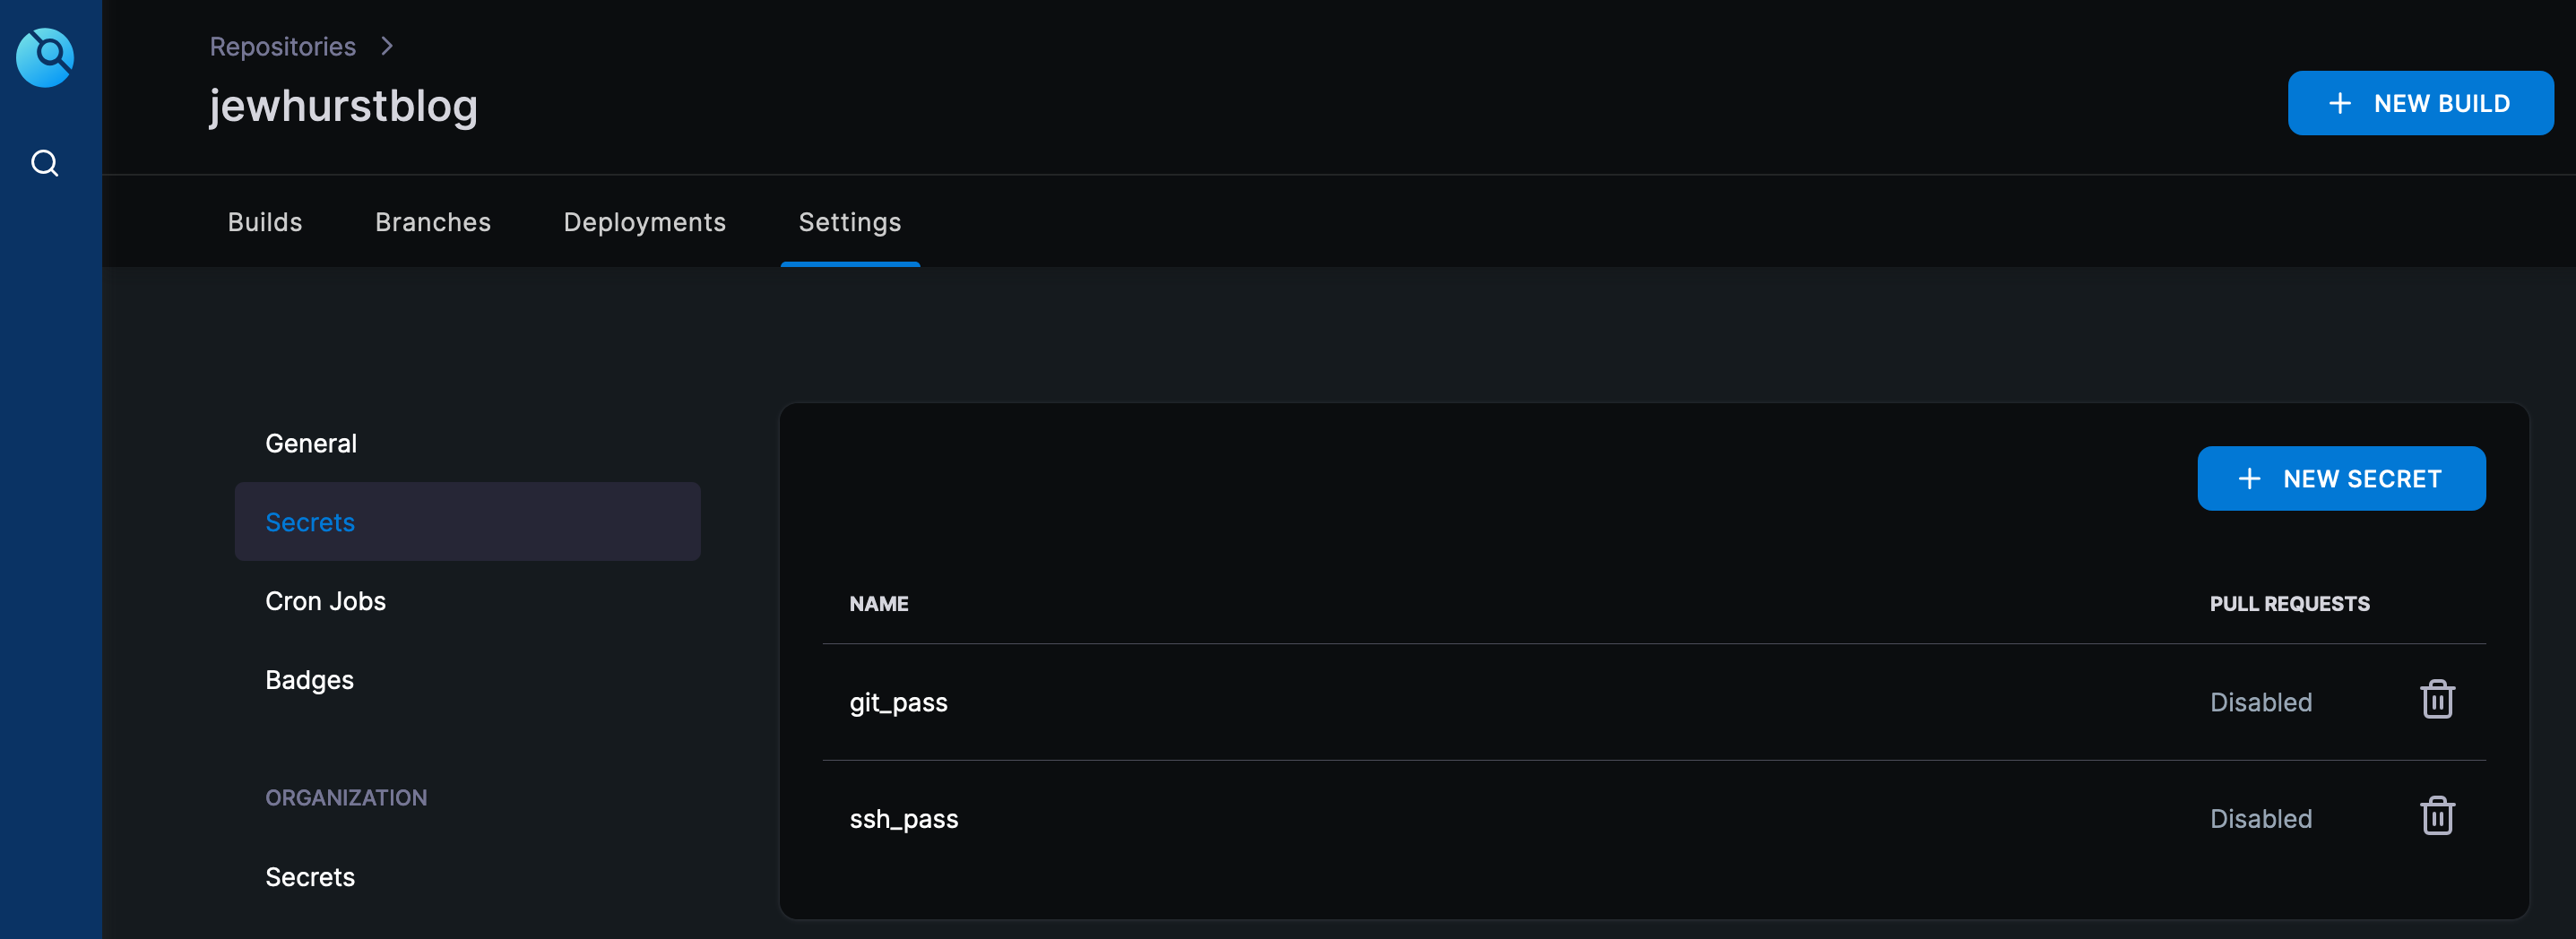 Repositories
jewhurstblog
NEW BUILD
Builds Branches Deployments Settings
General
Secrets
Cron Jobs
Badges
ORGANIZATION
Secrets
NEW SECRET
NAME PULL REQUESTS
git_pass Disabled
ssh_pass Disabled